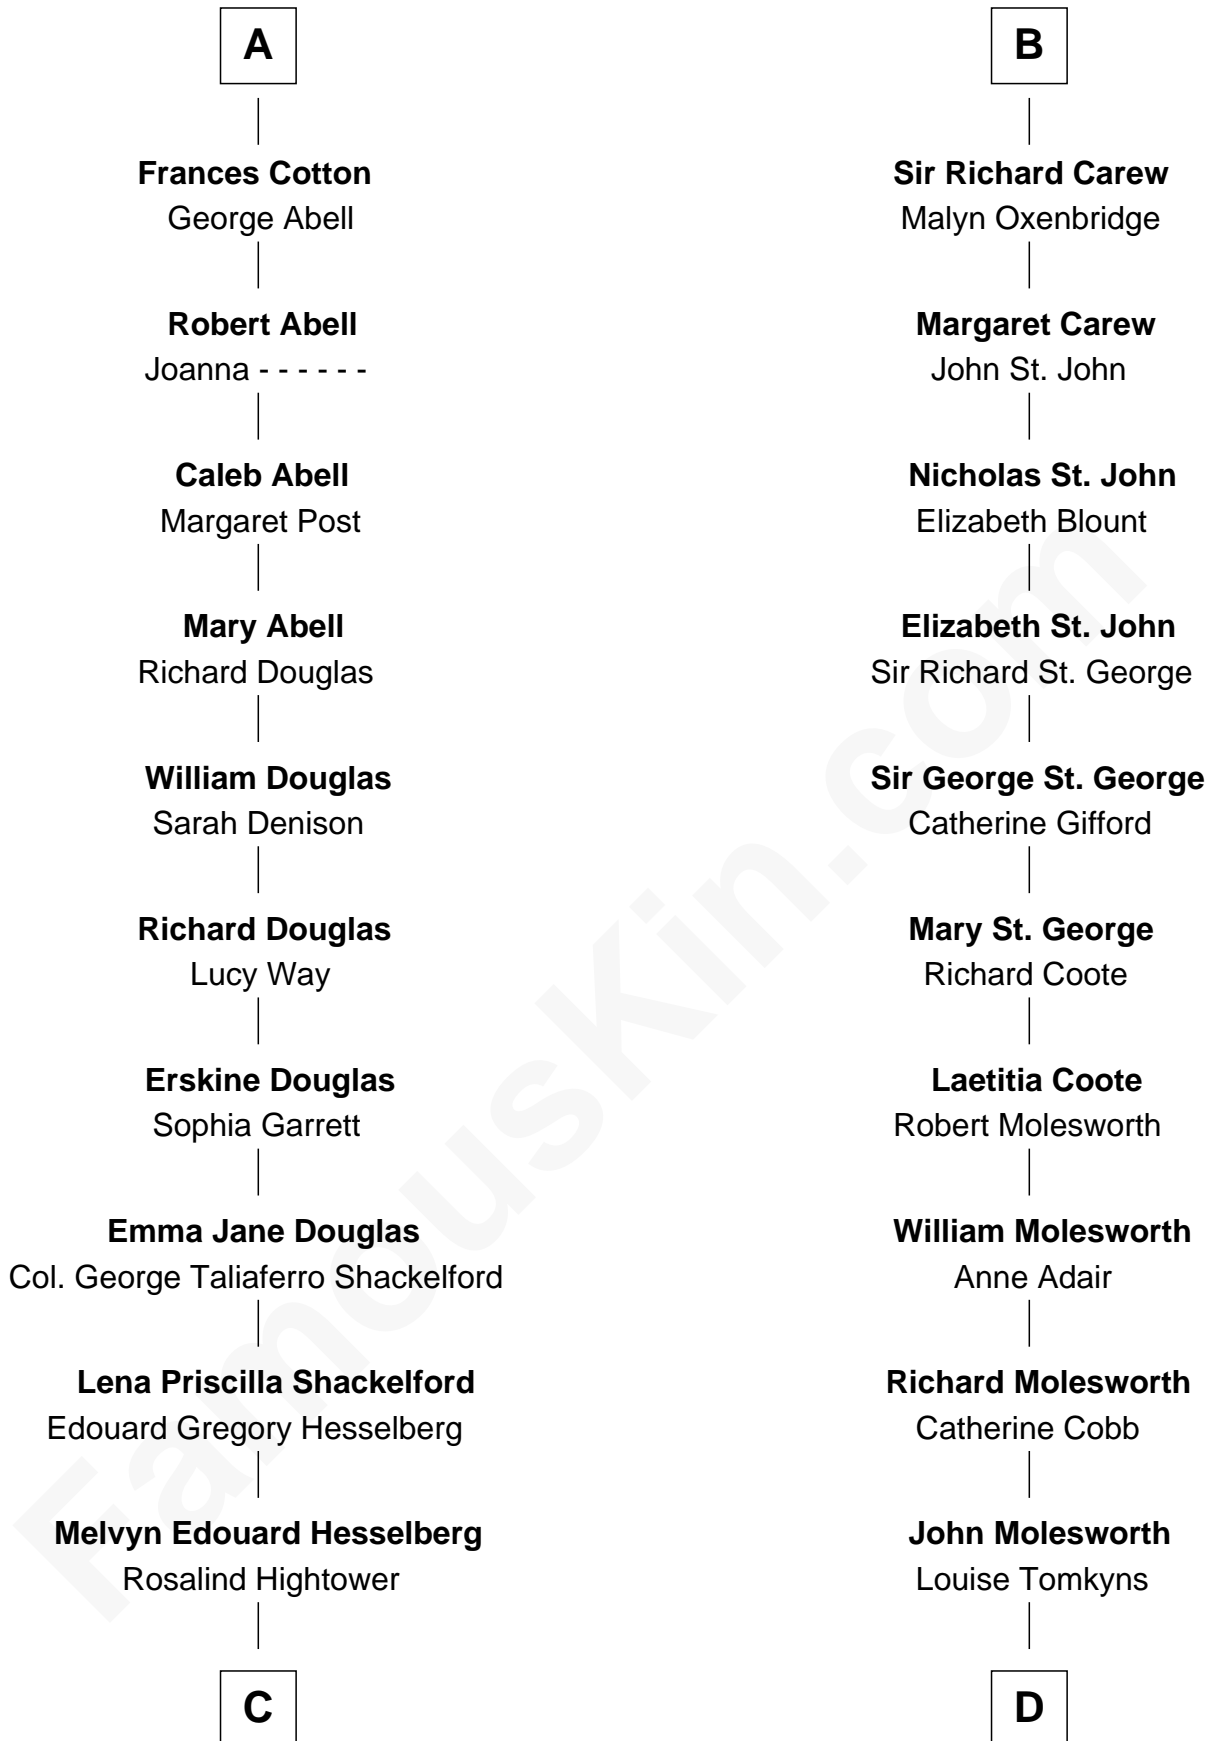 A
Frances Cotton
George Abell
Robert Abell
Joanna - - - - - -
Caleb Abell
Margaret Post
Mary Abell
Richard Douglas
William Douglas
Sarah Denison
Richard Douglas
Lucy Way
Erskine Douglas
Sophia Garrett
Emma Jane Douglas
Col. George Taliaferro Shackelford
Lena Priscilla Shackelford
Edouard Gregory Hesselberg
Melvyn Edouard Hesselberg
Rosalind Hightower
C
B
Sir Richard Carew
Malyn Oxenbridge
Margaret Carew
John St. John
Nicholas St. John
Elizabeth Blount
Elizabeth St. John
Sir Richard St. George
Sir George St. George
Catherine Gifford
Mary St. George
Richard Coote
Laetitia Coote
Robert Molesworth
William Molesworth
Anne Adair
Richard Molesworth
Catherine Cobb
John Molesworth
Louise Tomkyns
D
FamousKin.com